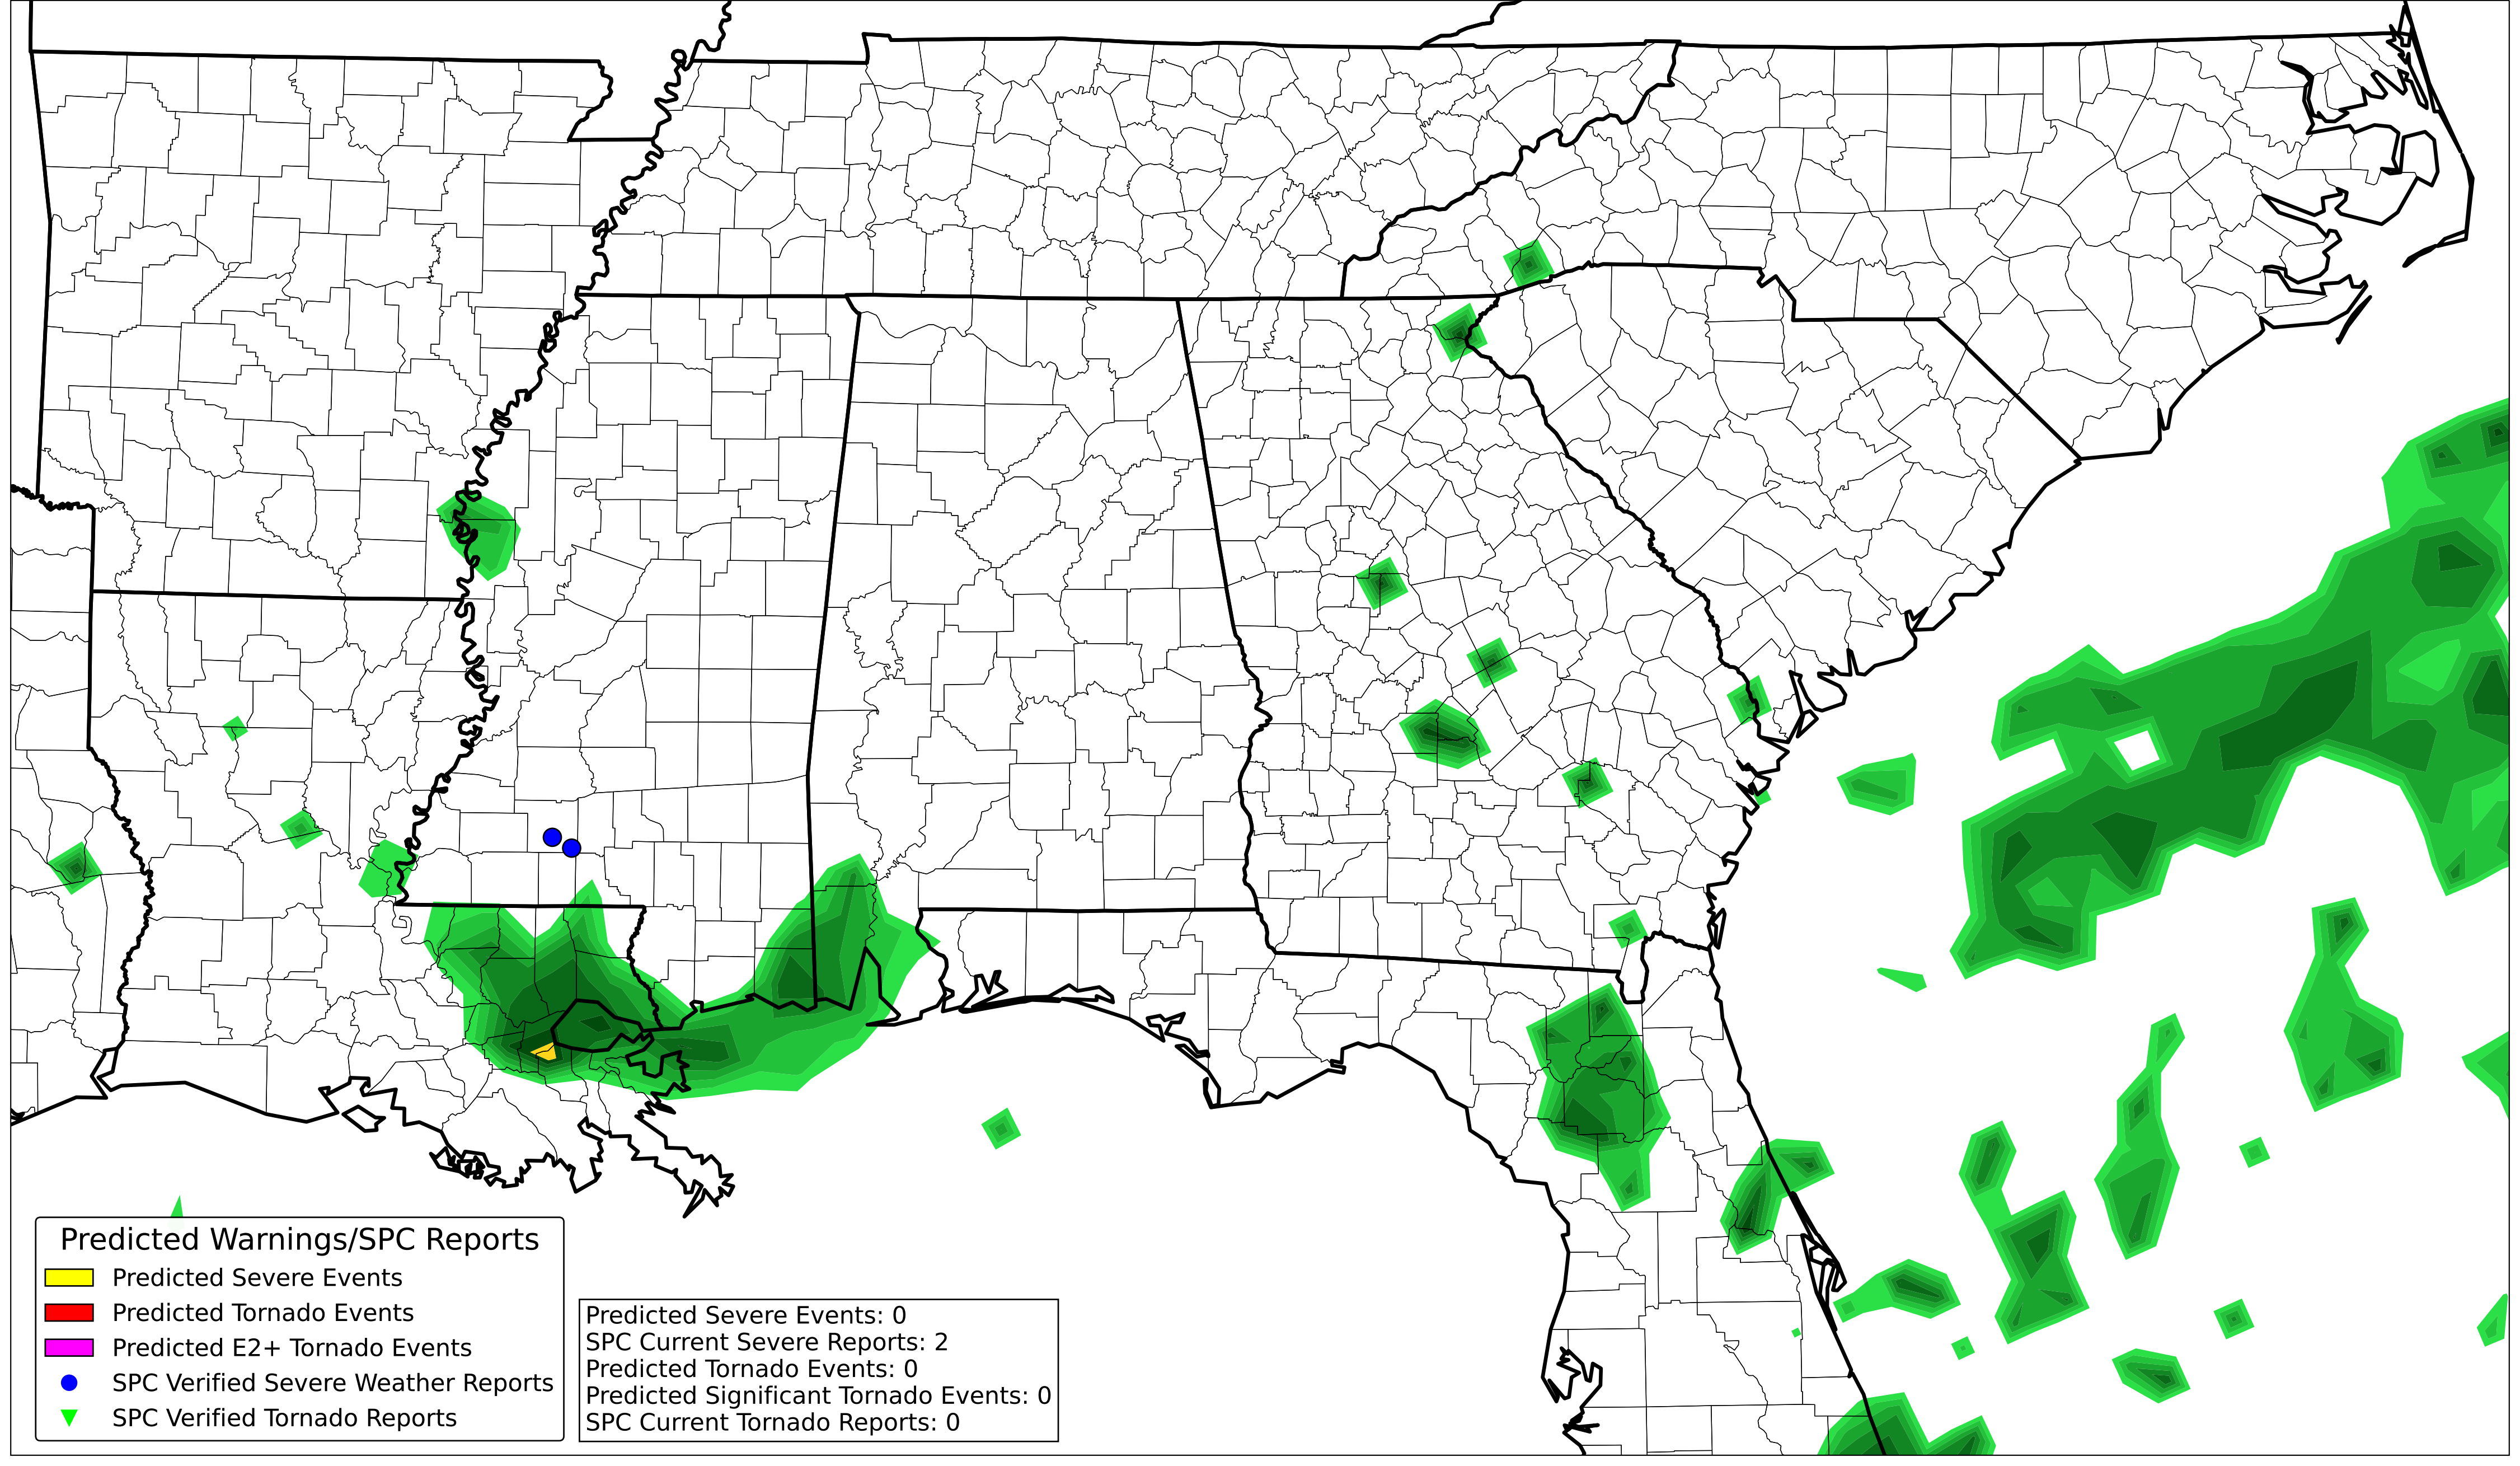 Predicted Warnings/SPC Reports
Predicted Severe Events
Predicted Tornado Events
Predicted E2+ Tornado Events
SPC Verified Severe Weather Reports
SPC Verified Tornado Reports
Predicted Severe Events: 0
SPC Current Severe Reports: 2
Predicted Tornado Events: 0
Predicted Significant Tornado Events: 0
SPC Current Tornado Reports: 0